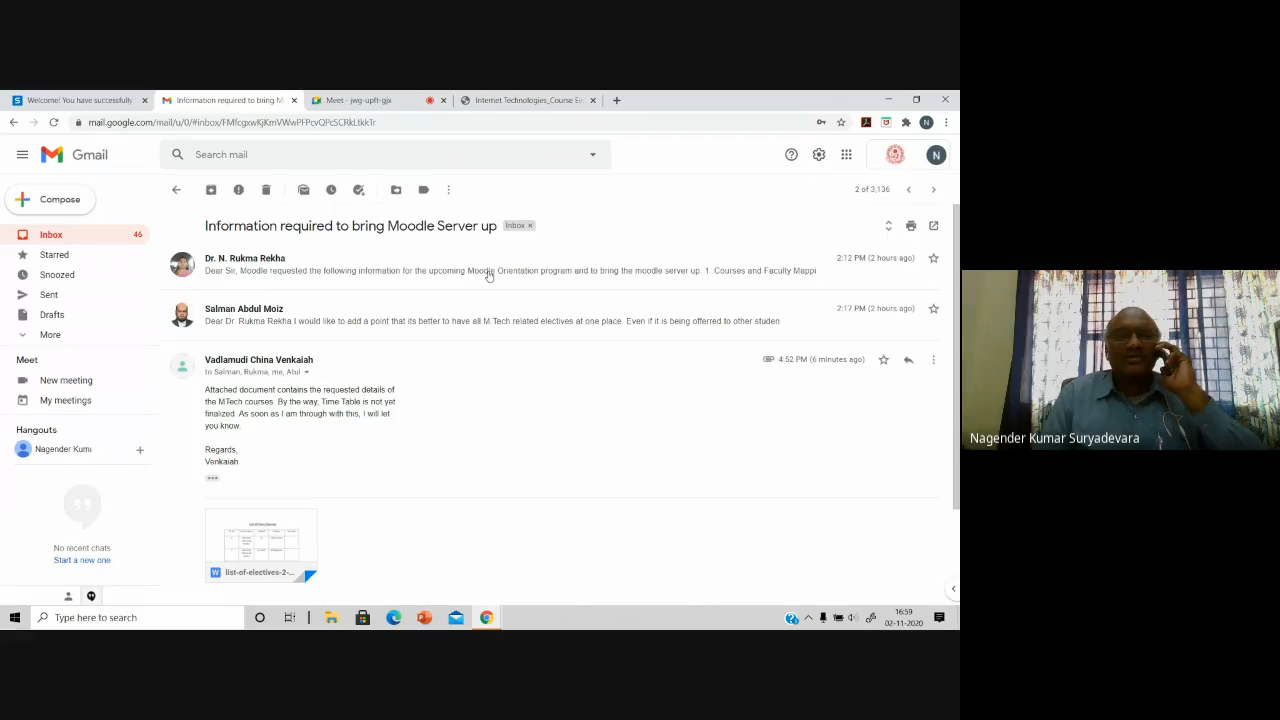 Welcome! You have successfully
Information required to bring M
Meet - jwg-upft-gjx
Internet Technologies_Course Ex
mail.google.com/mail/u/0/#inbox/FMfcgxwKjKmVWwPFPcvQPcSCRkLtkkTr
N
Gmail
Search mail
N
Compose
2 of 3,136
Information required to bring Moodle Server up
Inbox ×
Inbox 46
Starred
Snoozed
Sent
Drafts
More
Dr. N. Rukma Rekha
2:12 PM (2 hours ago)
Dear Sir, Moodle requested the following information for the upcoming Moodle Orientation program and to bring the moodle server up. 1. Courses and Faculty Mappi
Salman Abdul Moiz
2:17 PM (2 hours ago)
Dear Dr. Rukma Rekha I would like to add a point that its better to have all M.Tech related electives at one place. Even if it is being offered to other studen
Vadlamudi China Venkaiah
4:52 PM (6 minutes ago)
to Salman, Rukma, me, Atul
Attached document contains the requested details of
the MTech courses. By the way, Time Table is not yet
finalized. As soon as I am through with this, I will let
you know.
Regards,
Venkaiah
list-of-electives-2-...
Meet
New meeting
My meetings
Hangouts
Nagender Kum
No recent chats
Start a new one
Type here to search
16:59
02-11-2020
Nagender Kumar Suryadevara